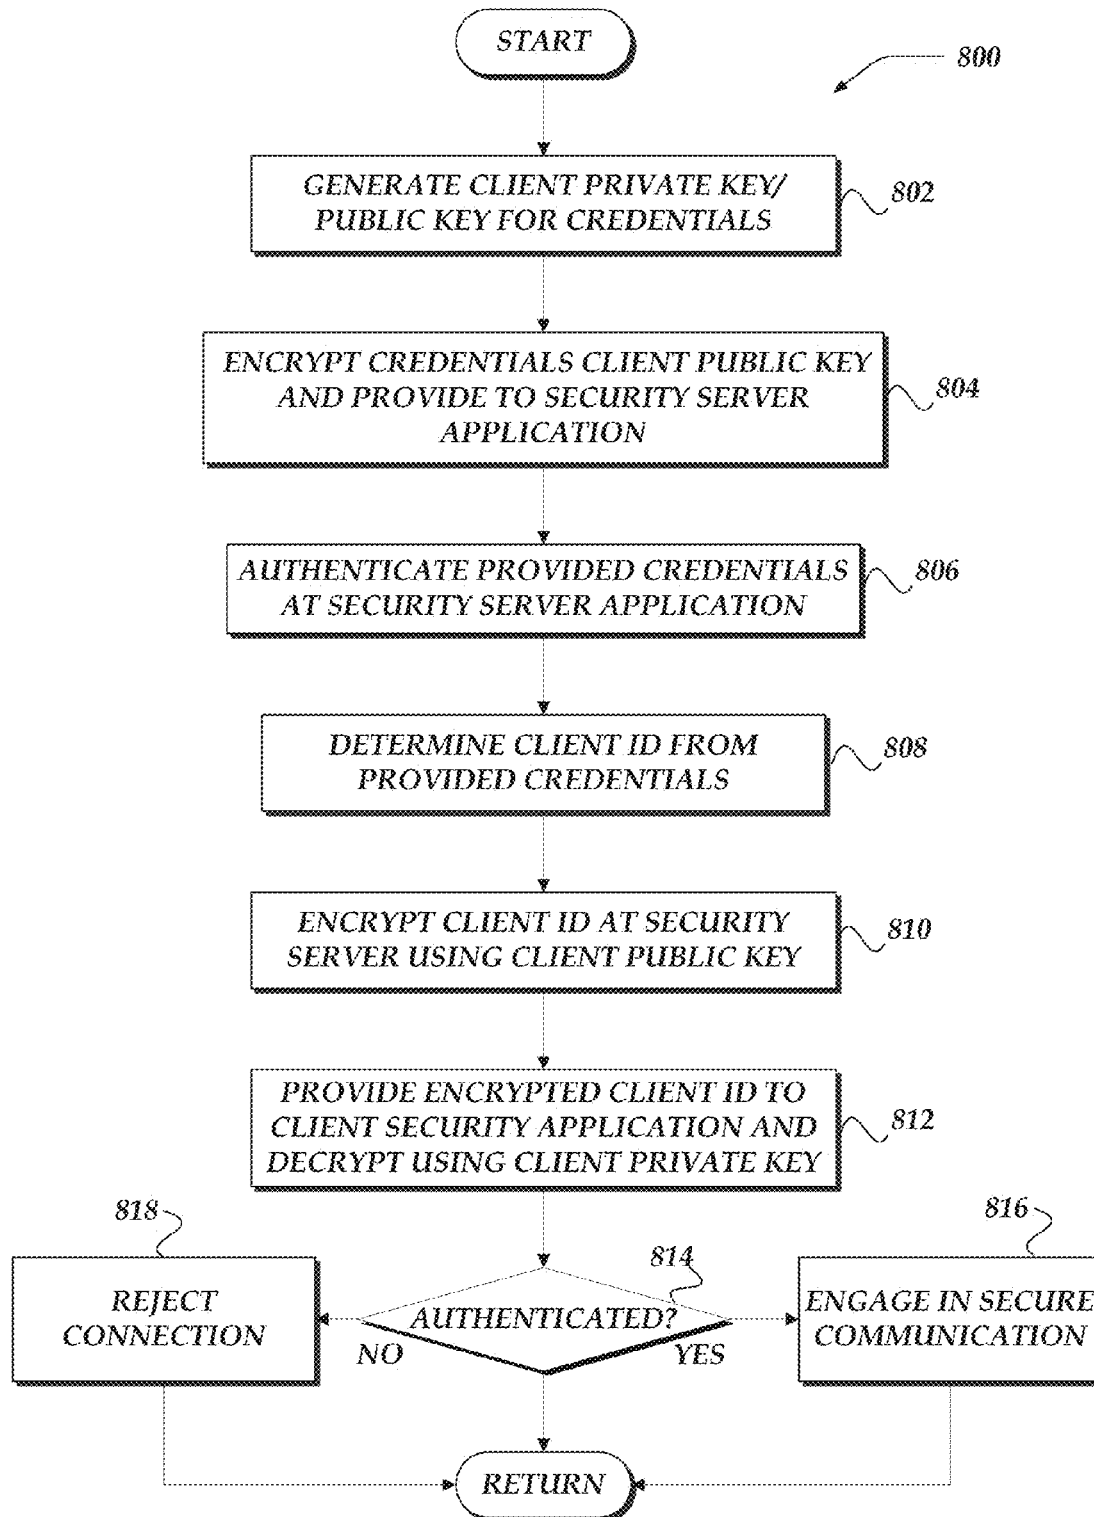 START
800
GENERATE CLIENT PRIVATE KEY/
PUBLIC KEY FOR CREDENTIALS
802
ENCRYPT CREDENTIALS CLIENT PUBLIC KEY
AND PROVIDE TO SECURITY SERVER
APPLICATION
804
AUTHENTICATE PROVIDED CREDENTIALS
AT SECURITY SERVER APPLICATION
806
DETERMINE CLIENT ID FROM
PROVIDED CREDENTIALS
808
ENCRYPT CLIENT ID AT SECURITY
SERVER USING CLIENT PUBLIC KEY
810
PROVIDE ENCRYPTED CLIENT ID TO
CLIENT SECURITY APPLICATION AND
DECRYPT USING CLIENT PRIVATE KEY
812
818
REJECT
CONNECTION
814
AUTHENTICATED?
NO
YES
816
ENGAGE IN SECURE
COMMUNICATION
RETURN